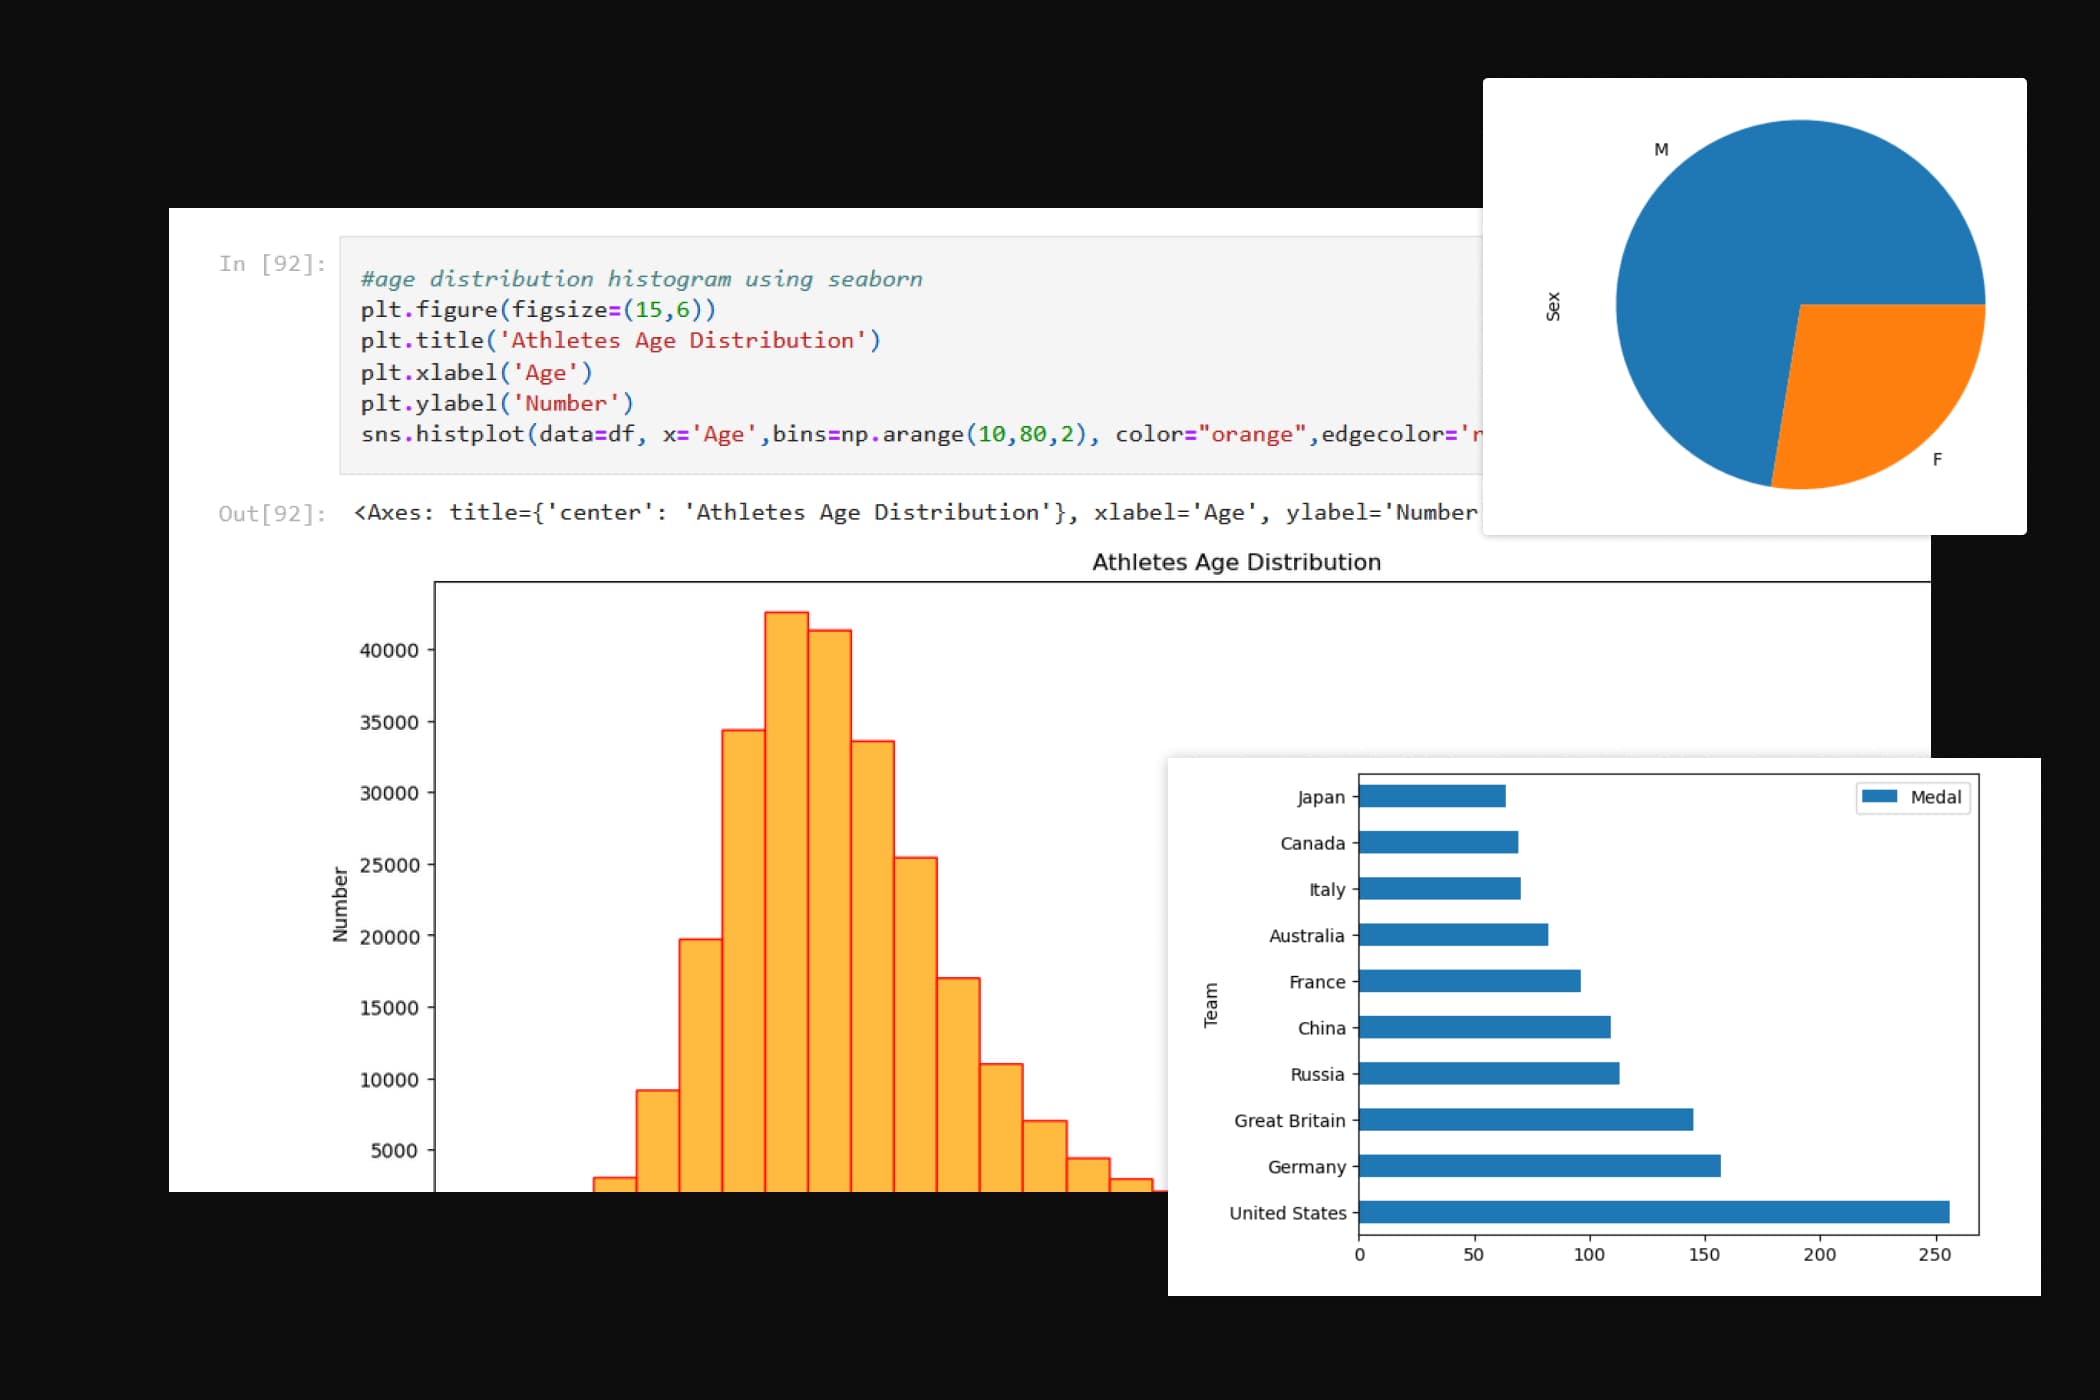 In [92]:
#age distribution histogram using seaborn
plt.figure(figsize=(15,6))
plt.title('Athletes Age Distribution')
plt.xlabel('Age')
plt.ylabel('Number')
sns.histplot(data=df, x='Age',bins=np.arange(10,80,2), color="orange",edgecolor='r
Out[92]:
<Axes: title={'center': 'Athletes Age Distribution'}, xlabel='Age', ylabel='Number
M
Sex
F
Athletes Age Distribution
40000
35000
30000
25000
20000
15000
10000
5000
Number
Medal
Japan
Canada
Italy
Australia
France
China
Russia
Great Britain
Germany
United States
Team
0 50 100 150 200 250